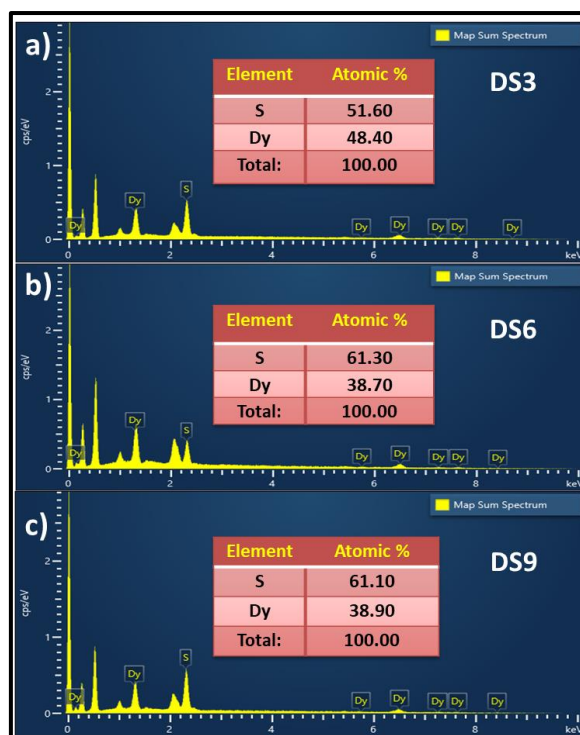 a)
Map Sum Spectrum
DS3
Element Atomic %
S 51.60
Dy 48.40
Total: 100.00
cps/eV
2
1
0
Dy
Dy
S
Dy
Dy
Dy
Dy
Dy
0 2 4 6 8 keV
b)
Map Sum Spectrum
DS6
Element Atomic %
S 61.30
Dy 38.70
Total: 100.00
cps/eV
2
1
0
Dy
Dy
S
Dy
Dy
Dy
Dy
Dy
0 2 4 6 8 keV
c)
Map Sum Spectrum
DS9
Element Atomic %
S 61.10
Dy 38.90
Total: 100.00
cps/eV
2
1
0
Dy
Dy
S
Dy
Dy
Dy
Dy
Dy
0 2 4 6 8 keV